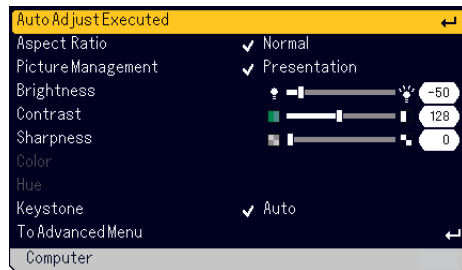 Auto Adjust Executed
Aspect Ratio Normal
Picture Management Presentation
Brightness -50
Contrast 128
Sharpness 0
Color
Hue
Keystone Auto
To Advanced Menu
Computer